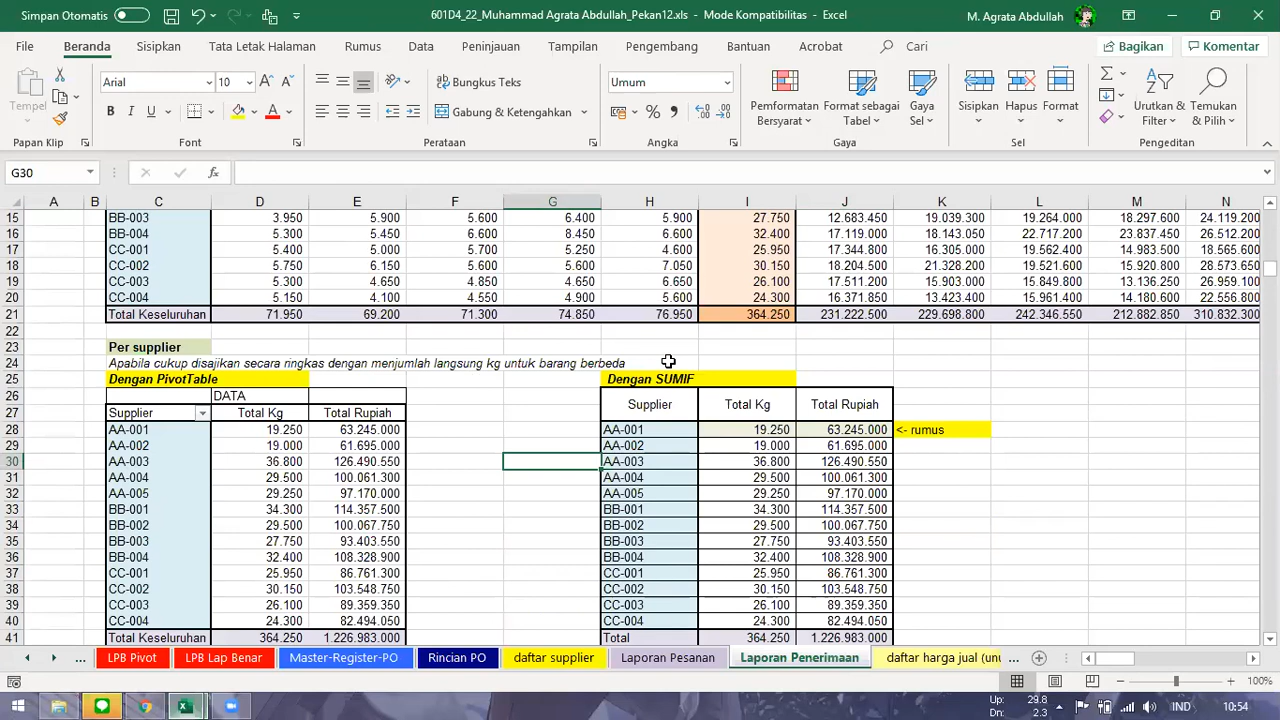 Simpan Otomatis
601D4_22_Muhammad Agrata Abdullah_Pekan12.xls - Mode Kompatibilitas - Excel
M. Agrata Abdullah
File Beranda Sisipkan Tata Letak Halaman Rumus Data Peninjauan Tampilan Pengembang Bantuan Acrobat Cari Bagikan Komentar
Tempel Arial 10 Bungkus Teks Umum
B I U Gabung & Ketengahkan
Pemformatan Bersyarat Format sebagai Tabel Gaya Sel Sisipkan Hapus Format Urutkan & Filter Temukan & Pilih
Papan Klip Font Perataan Angka Gaya Sel Pengeditan
G30 fx
A B C D E F G H I J K L M N
15 BB-003 3.950 5.900 5.600 6.400 5.900 27.750 12.683.450 19.039.300 19.264.000 18.297.600 24.119.200
16 BB-004 5.300 5.450 6.600 8.450 6.600 32.400 17.119.000 18.143.050 22.717.200 23.837.450 26.512.200
17 CC-001 5.400 5.000 5.700 5.250 4.600 25.950 17.344.800 16.305.000 19.562.400 14.983.500 18.565.600
18 CC-002 5.750 6.150 5.600 5.600 7.050 30.150 18.204.500 21.328.200 19.521.600 15.920.800 28.573.650
19 CC-003 5.300 4.650 4.850 4.650 6.650 26.100 17.511.200 15.903.000 15.849.800 13.136.250 26.959.100
20 CC-004 5.150 4.100 4.550 4.900 5.600 24.300 16.371.850 13.423.400 15.961.400 14.180.600 22.556.800
21 Total Keseluruhan 71.950 69.200 71.300 74.850 76.950 364.250 231.222.500 229.698.800 242.346.550 212.882.850 310.832.300
22
23 Per supplier
24 Apabila cukup disajikan secara ringkas dengan menjumlah langsung kg untuk barang berbeda
25 Dengan PivotTable Dengan SUMIF
26 DATA
27 Supplier Total Kg Total Rupiah Supplier Total Kg Total Rupiah
28 AA-001 19.250 63.245.000 AA-001 19.250 63.245.000 <- rumus
29 AA-002 19.000 61.695.000 AA-002 19.000 61.695.000
30 AA-003 36.800 126.490.550 AA-003 36.800 126.490.550
31 AA-004 29.500 100.061.300 AA-004 29.500 100.061.300
32 AA-005 29.250 97.170.000 AA-005 29.250 97.170.000
33 BB-001 34.300 114.357.500 BB-001 34.300 114.357.500
34 BB-002 29.500 100.067.750 BB-002 29.500 100.067.750
35 BB-003 27.750 93.403.550 BB-003 27.750 93.403.550
36 BB-004 32.400 108.328.900 BB-004 32.400 108.328.900
37 CC-001 25.950 86.761.300 CC-001 25.950 86.761.300
38 CC-002 30.150 103.548.750 CC-002 30.150 103.548.750
39 CC-003 26.100 89.359.350 CC-003 26.100 89.359.350
40 CC-004 24.300 82.494.050 CC-004 24.300 82.494.050
41 Total Keseluruhan 364.250 1.226.983.000 Total 364.250 1.226.983.000
... LPB Pivot LPB Lap Benar Master-Register-PO Rincian PO daftar supplier Laporan Pesanan Laporan Penerimaan daftar harga jual (unt ...
100%
Up: 29.8
Dn: 2.3
IND 10:54